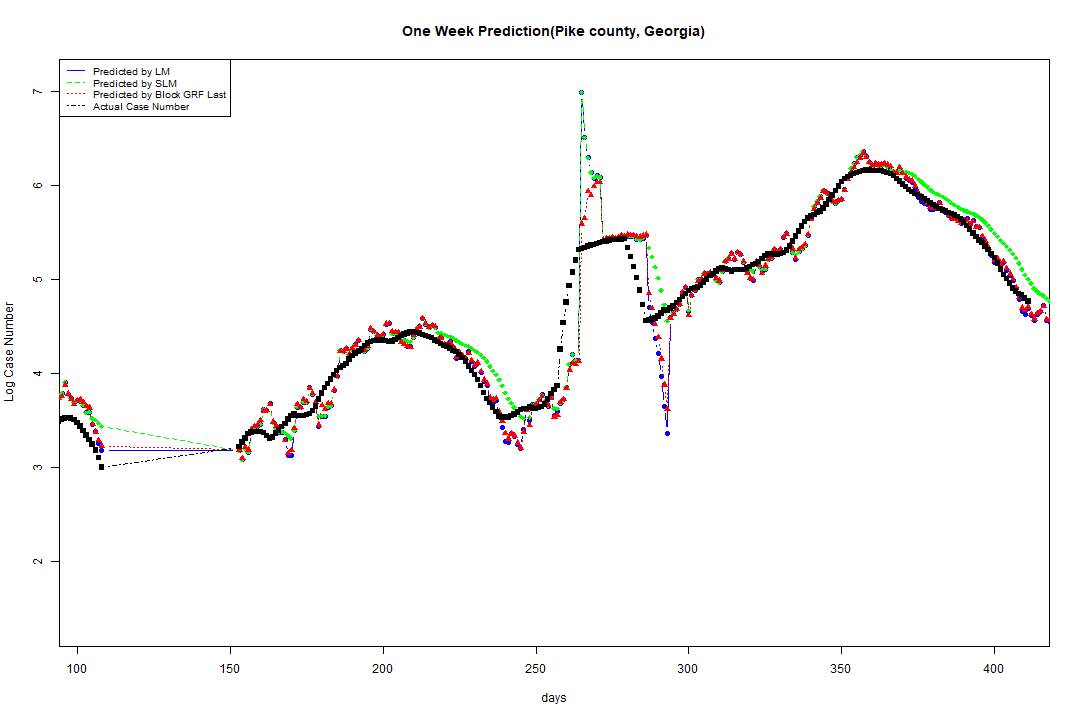 One Week Prediction(Pike county, Georgia)
Predicted by LM
Predicted by SLM
Predicted by Block GRF Last
Actual Case Number
7
6
5
4
3
2
Log Case Number
100 150 200 250 300 350 400
days